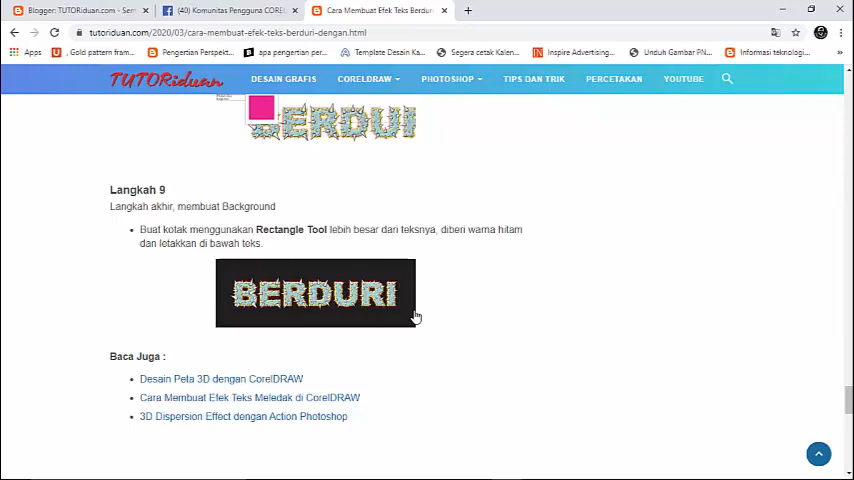 Blogger: TUTORiduan.com - Sem
(40) Komunitas Pengguna COREL
Cara Membuat Efek Teks Berduri
tutoriduan.com/2020/03/cara-membuat-efek-teks-berduri-dengan.html
Apps
, Gold pattern fram...
Pengertian Perspekt...
apa pengertian per...
Template Desain Ka...
Segera cetak Kalen...
Inspire Advertising...
Unduh Gambar PN...
Informasi teknologi...
TUTORiduan
DESAIN GRAFIS
CORELDRAW
PHOTOSHOP
TIPS DAN TRIK
PERCETAKAN
YOUTUBE
BERDUI
Langkah 9
Langkah akhir, membuat Background
• Buat kotak menggunakan Rectangle Tool lebih besar dari teksnya, diberi warna hitam
dan letakkan di bawah teks.
BERDURI
Baca Juga :
• Desain Peta 3D dengan CorelDRAW
• Cara Membuat Efek Teks Meledak di CorelDRAW
• 3D Dispersion Effect dengan Action Photoshop